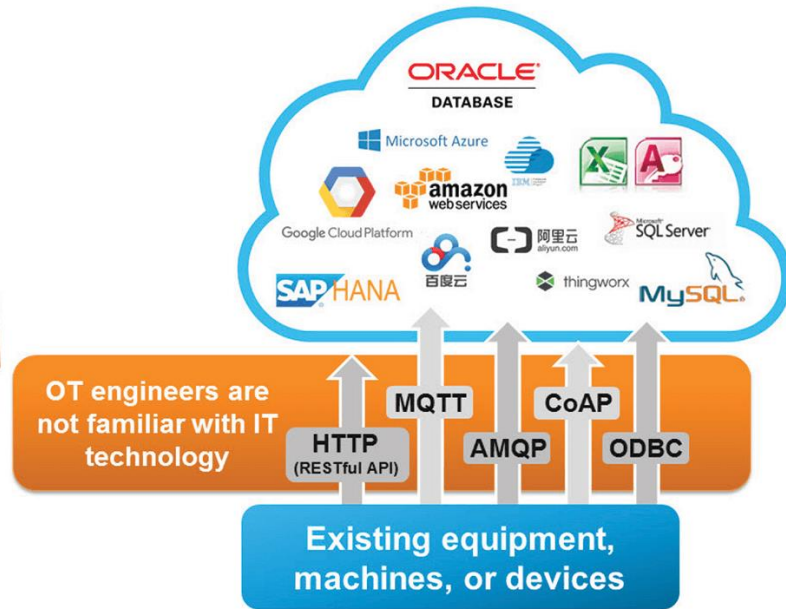 ORACLE®
DATABASE
Microsoft Azure
IBM
amazon
web services
Google Cloud Platform
百度云
阿里云
aliyun.com
Microsoft
SQL Server
SAP HANA
thingworx
MySQL®
OT engineers are
not familiar with IT
technology
HTTP
(RESTful API)
MQTT
AMQP
CoAP
ODBC
Existing equipment,
machines, or devices